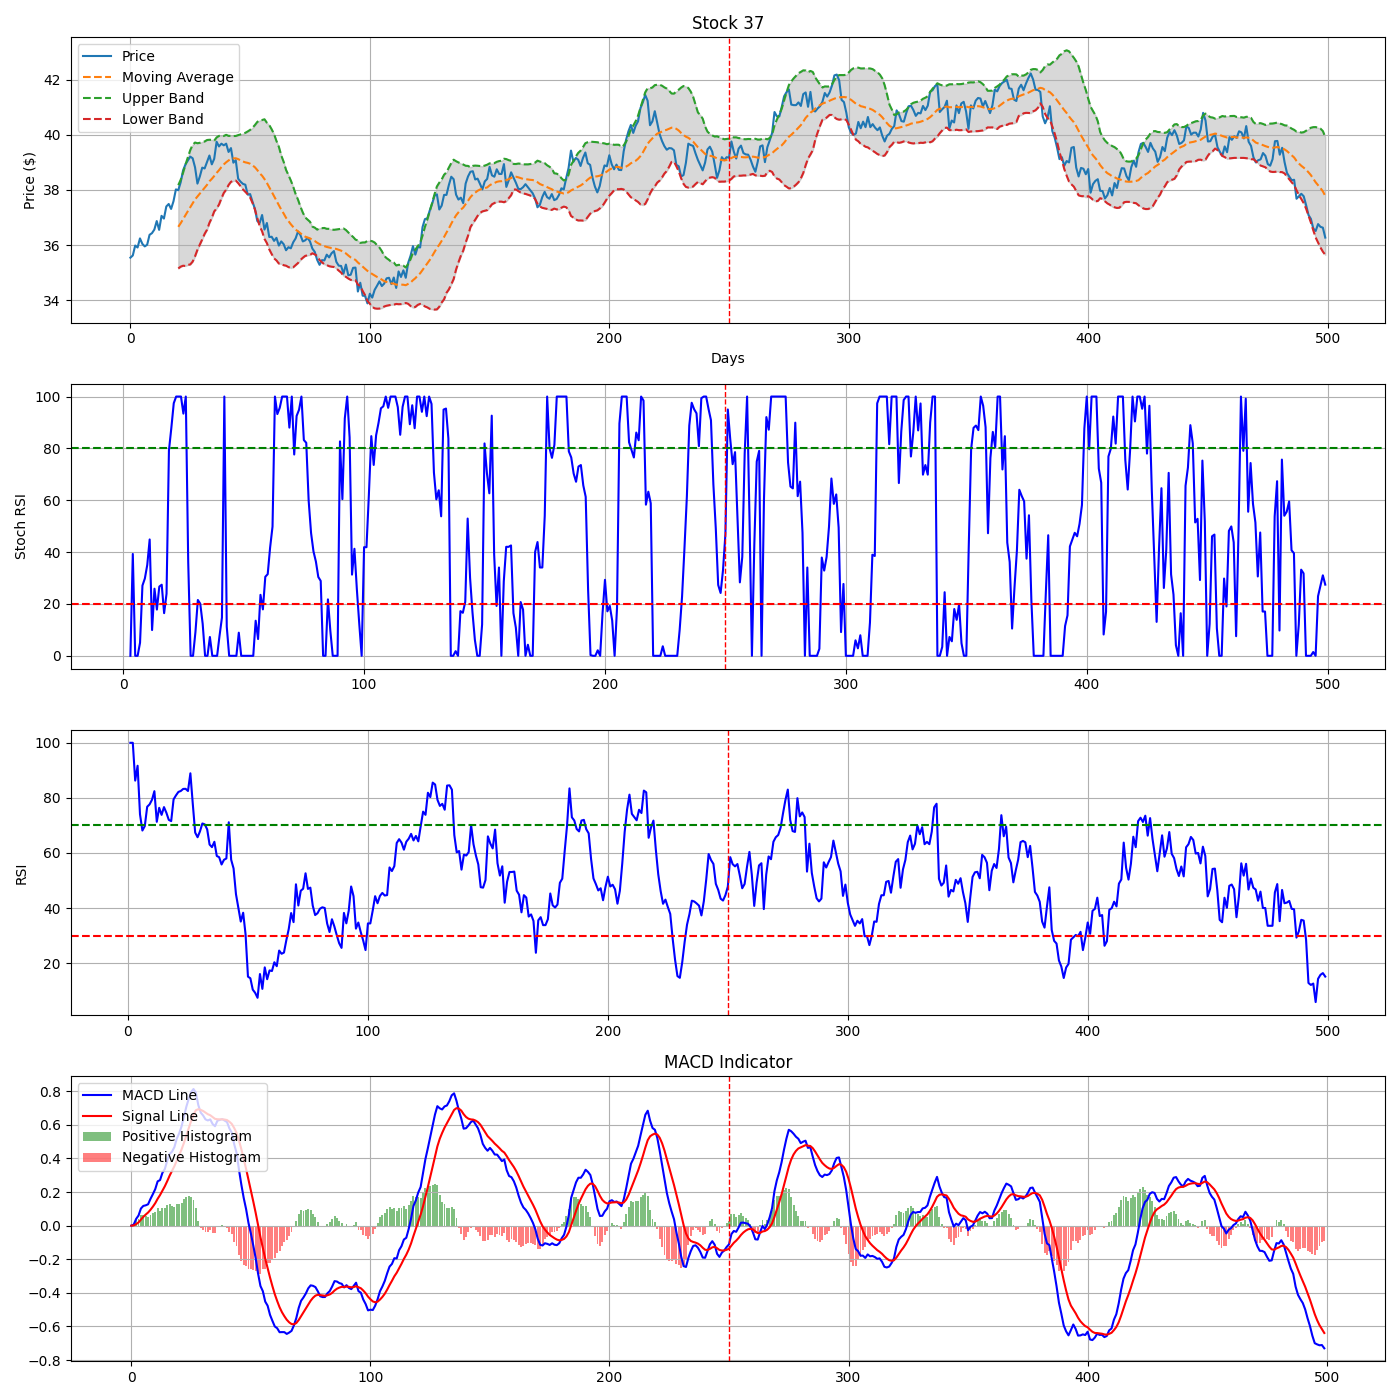 Stock 37
Price
Moving Average
Upper Band
Lower Band
Price ($)
42
40
38
36
34
0 100 200 300 400 500
Days
Stoch RSI
100
80
60
40
20
0
0 100 200 300 400 500
RSI
100
80
60
40
20
0 100 200 300 400 500
MACD Indicator
MACD Line
Signal Line
Positive Histogram
Negative Histogram
0.8
0.6
0.4
0.2
0.0
−0.2
−0.4
−0.6
−0.8
0 100 200 300 400 500